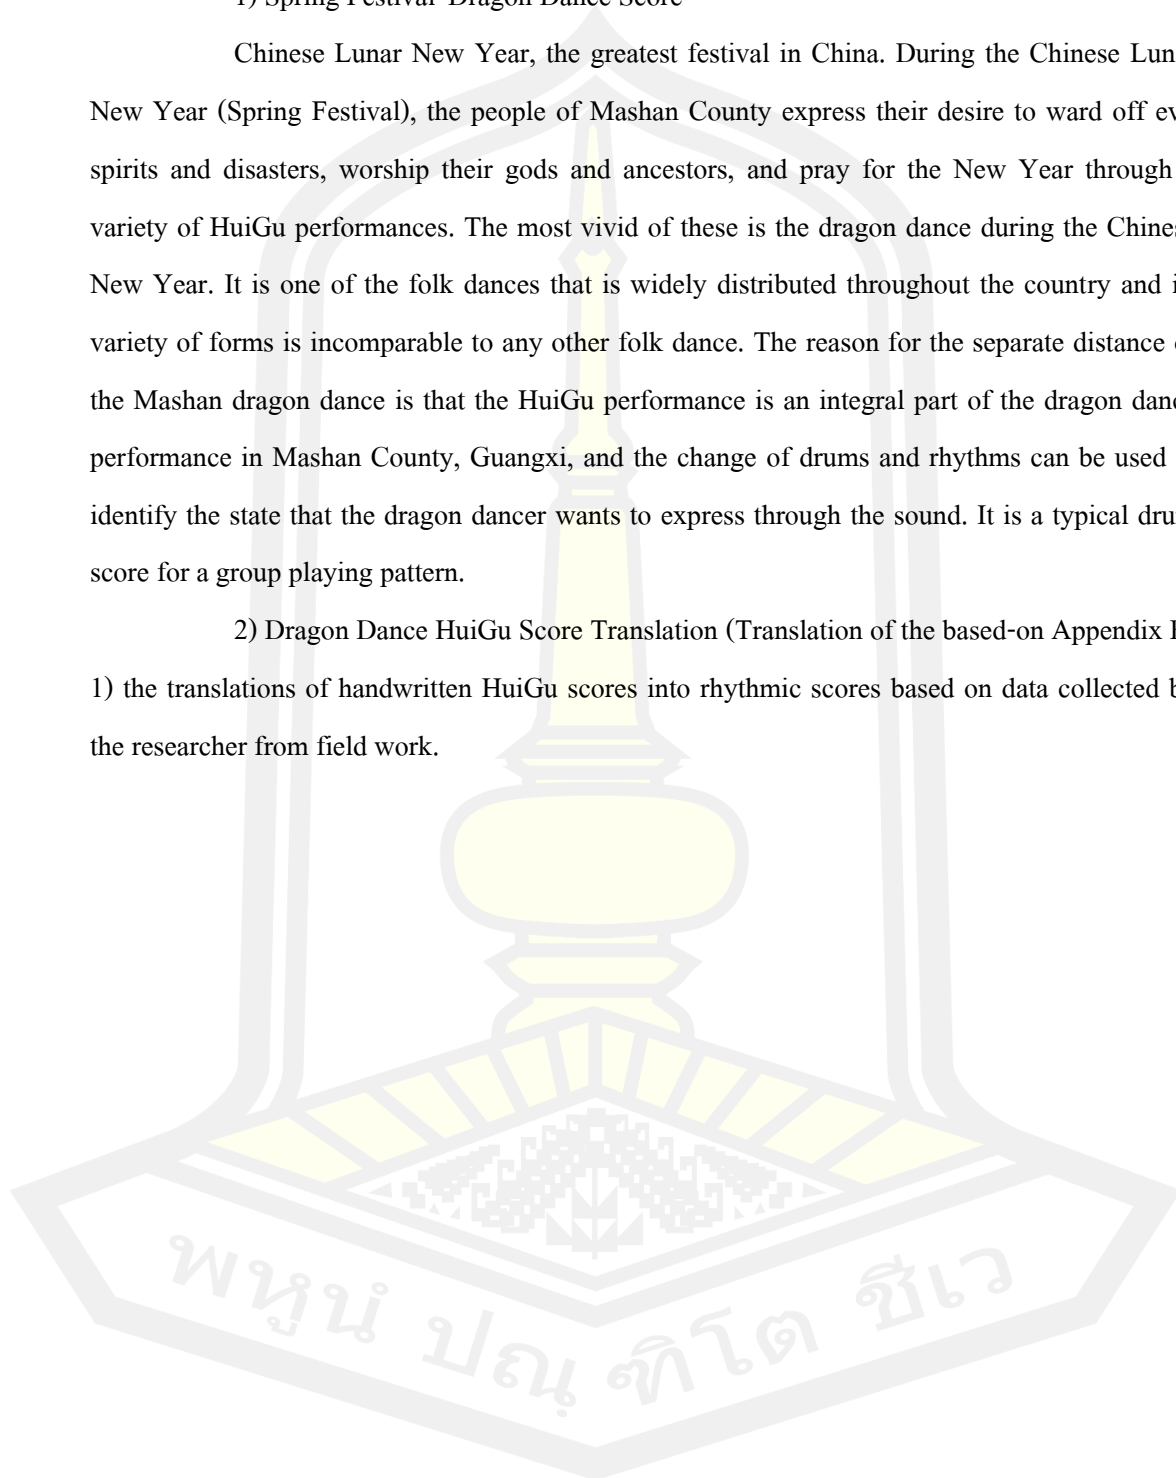 1) Spring Festival Dragon Dance Score
Chinese Lunar New Year, the greatest festival in China. During the Chinese Lun
New Year (Spring Festival), the people of Mashan County express their desire to ward off ev
spirits and disasters, worship their gods and ancestors, and pray for the New Year through
variety of HuiGu performances. The most vivid of these is the dragon dance during the Chines
New Year. It is one of the folk dances that is widely distributed throughout the country and i
variety of forms is incomparable to any other folk dance. The reason for the separate distance
the Mashan dragon dance is that the HuiGu performance is an integral part of the dragon danc
performance in Mashan County, Guangxi, and the change of drums and rhythms can be used
identify the state that the dragon dancer wants to express through the sound. It is a typical dru
score for a group playing pattern.
2) Dragon Dance HuiGu Score Translation (Translation of the based-on Appendix
1) the translations of handwritten HuiGu scores into rhythmic scores based on data collected b
the researcher from field work.
พหูนํ ปณฺฑิโต ชีเว